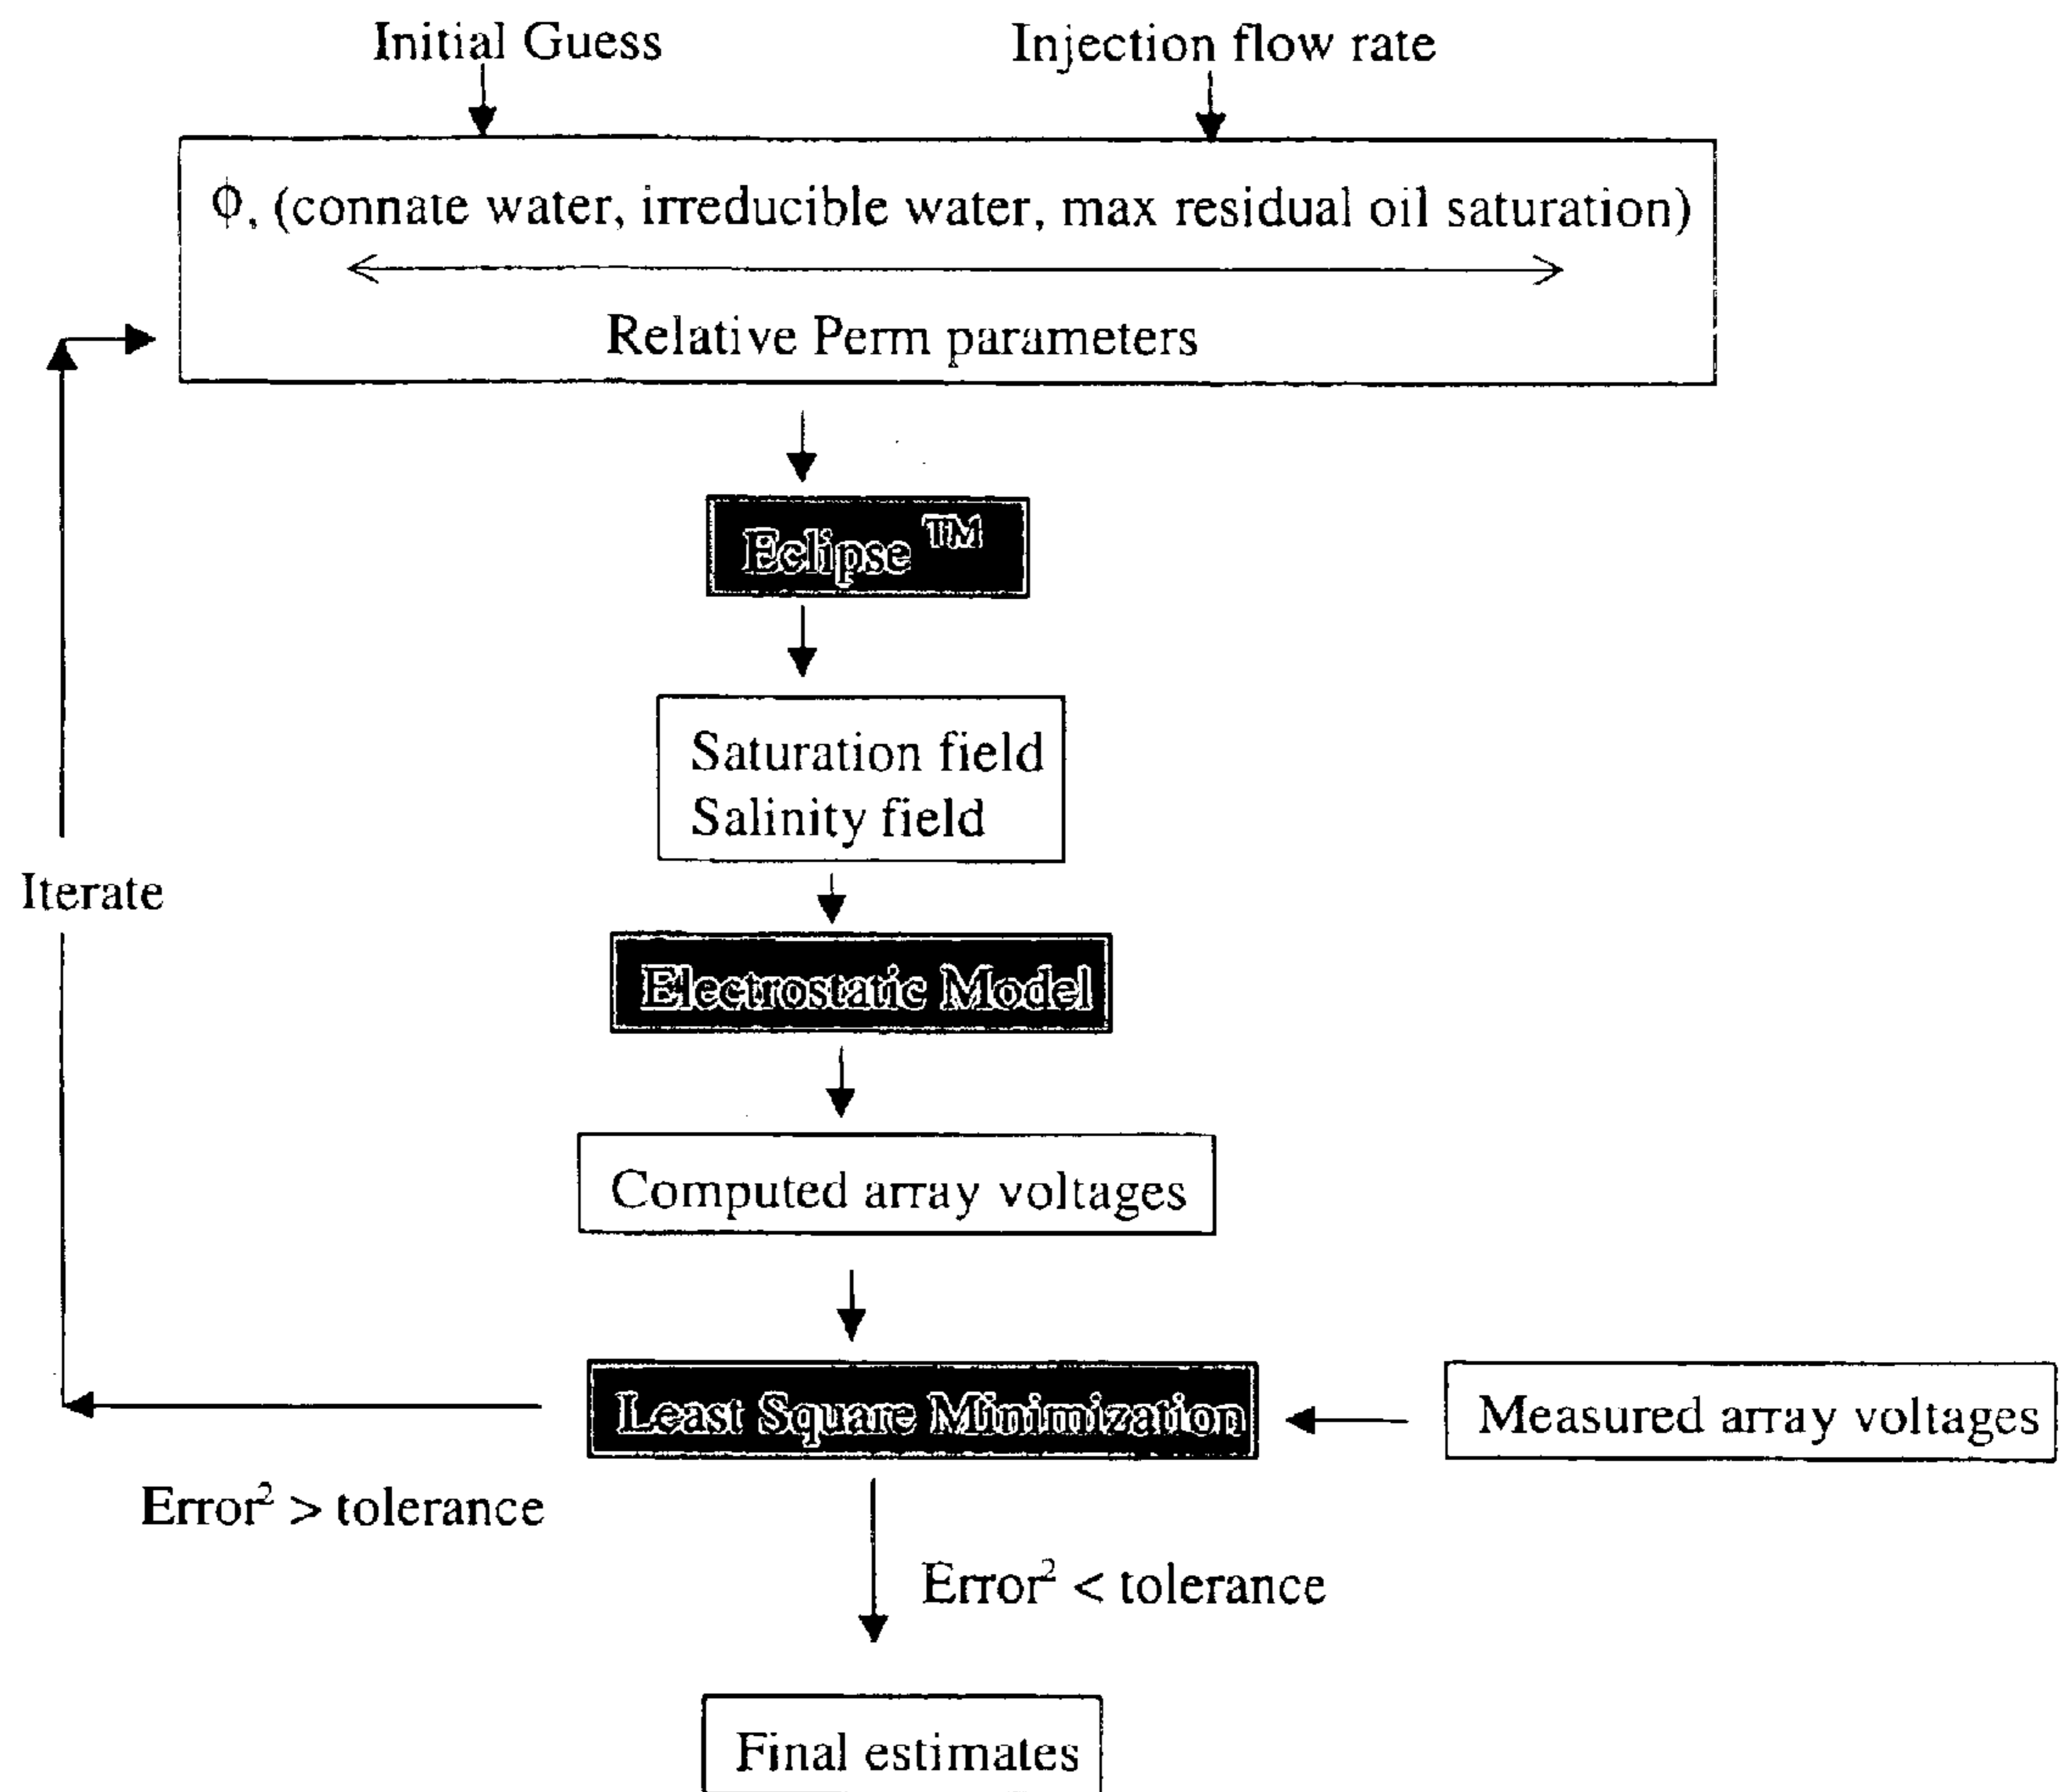 Initial Guess
Injection flow rate
Φ, (connate water, irreducible water, max residual oil saturation)
Relative Perm parameters
Eclipse ™
Saturation field
Salinity field
Iterate
Electrostatic Model
Computed array voltages
Least Square Minimization
Measured array voltages
Error² > tolerance
Error² < tolerance
Final estimates